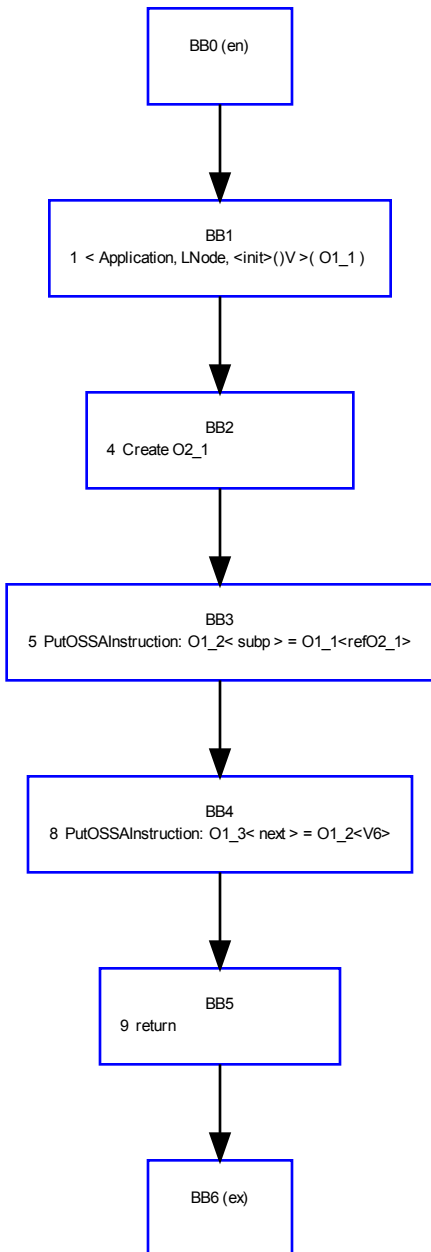 BB0 (en)
BB1
1 < Application, LNode, <init>()V >( O1_1 )
BB2
4 Create O2_1
BB3
5 PutOSSAInstruction: O1_2< subp > = O1_1<refO2_1>
BB4
8 PutOSSAInstruction: O1_3< next > = O1_2<V6>
BB5
9 return
BB6 (ex)